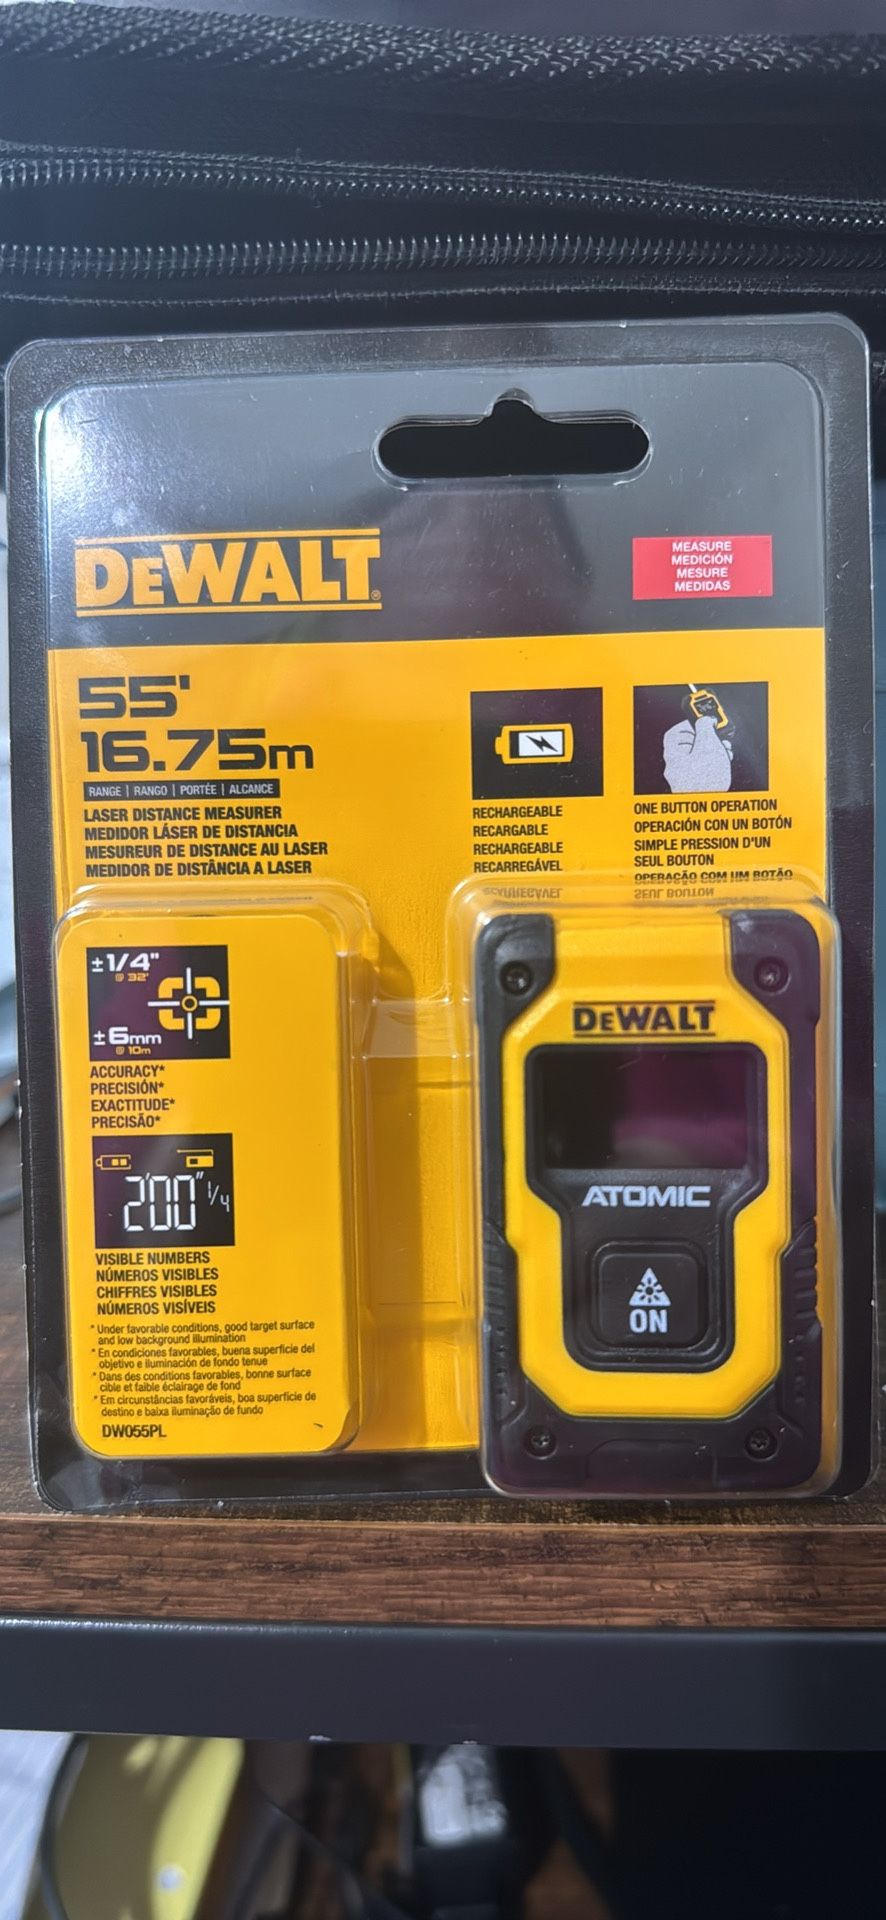 DEWALT®
MEASURE
MEDICIÓN
MESURE
MEDIDAS
55'
16.75m
RANGE | RANGO | PORTÉE | ALCANCE
LASER DISTANCE MEASURER
MEDIDOR LÁSER DE DISTANCIA
MESUREUR DE DISTANCE AU LASER
MEDIDOR DE DISTÂNCIA A LASER
RECHARGEABLE
RECARGABLE
RECHARGEABLE
RECARREGÁVEL
ONE BUTTON OPERATION
OPERACIÓN CON UN BOTÓN
SIMPLE PRESSION D'UN
SEUL BOUTON
OPERAÇÃO COM UM BOTÃO
±1/4"
@ 32'
±6mm
@ 10m
ACCURACY*
PRECISIÓN*
EXACTITUDE*
PRECISÃO*
2'00" 1/4
VISIBLE NUMBERS
NÚMEROS VISIBLES
CHIFFRES VISIBLES
NÚMEROS VISÍVEIS
* Under favorable conditions, good target surface
and low background illumination
* En condiciones favorables, buena superficie del
objetivo e iluminación de fondo tenue
* Dans des conditions favorables, bonne surface
cible et faible éclairage de fond
* Em circunstâncias favoráveis, boa superfície de
destino e baixa iluminação de fundo
DW055PL
DEWALT
ATOMIC
ON